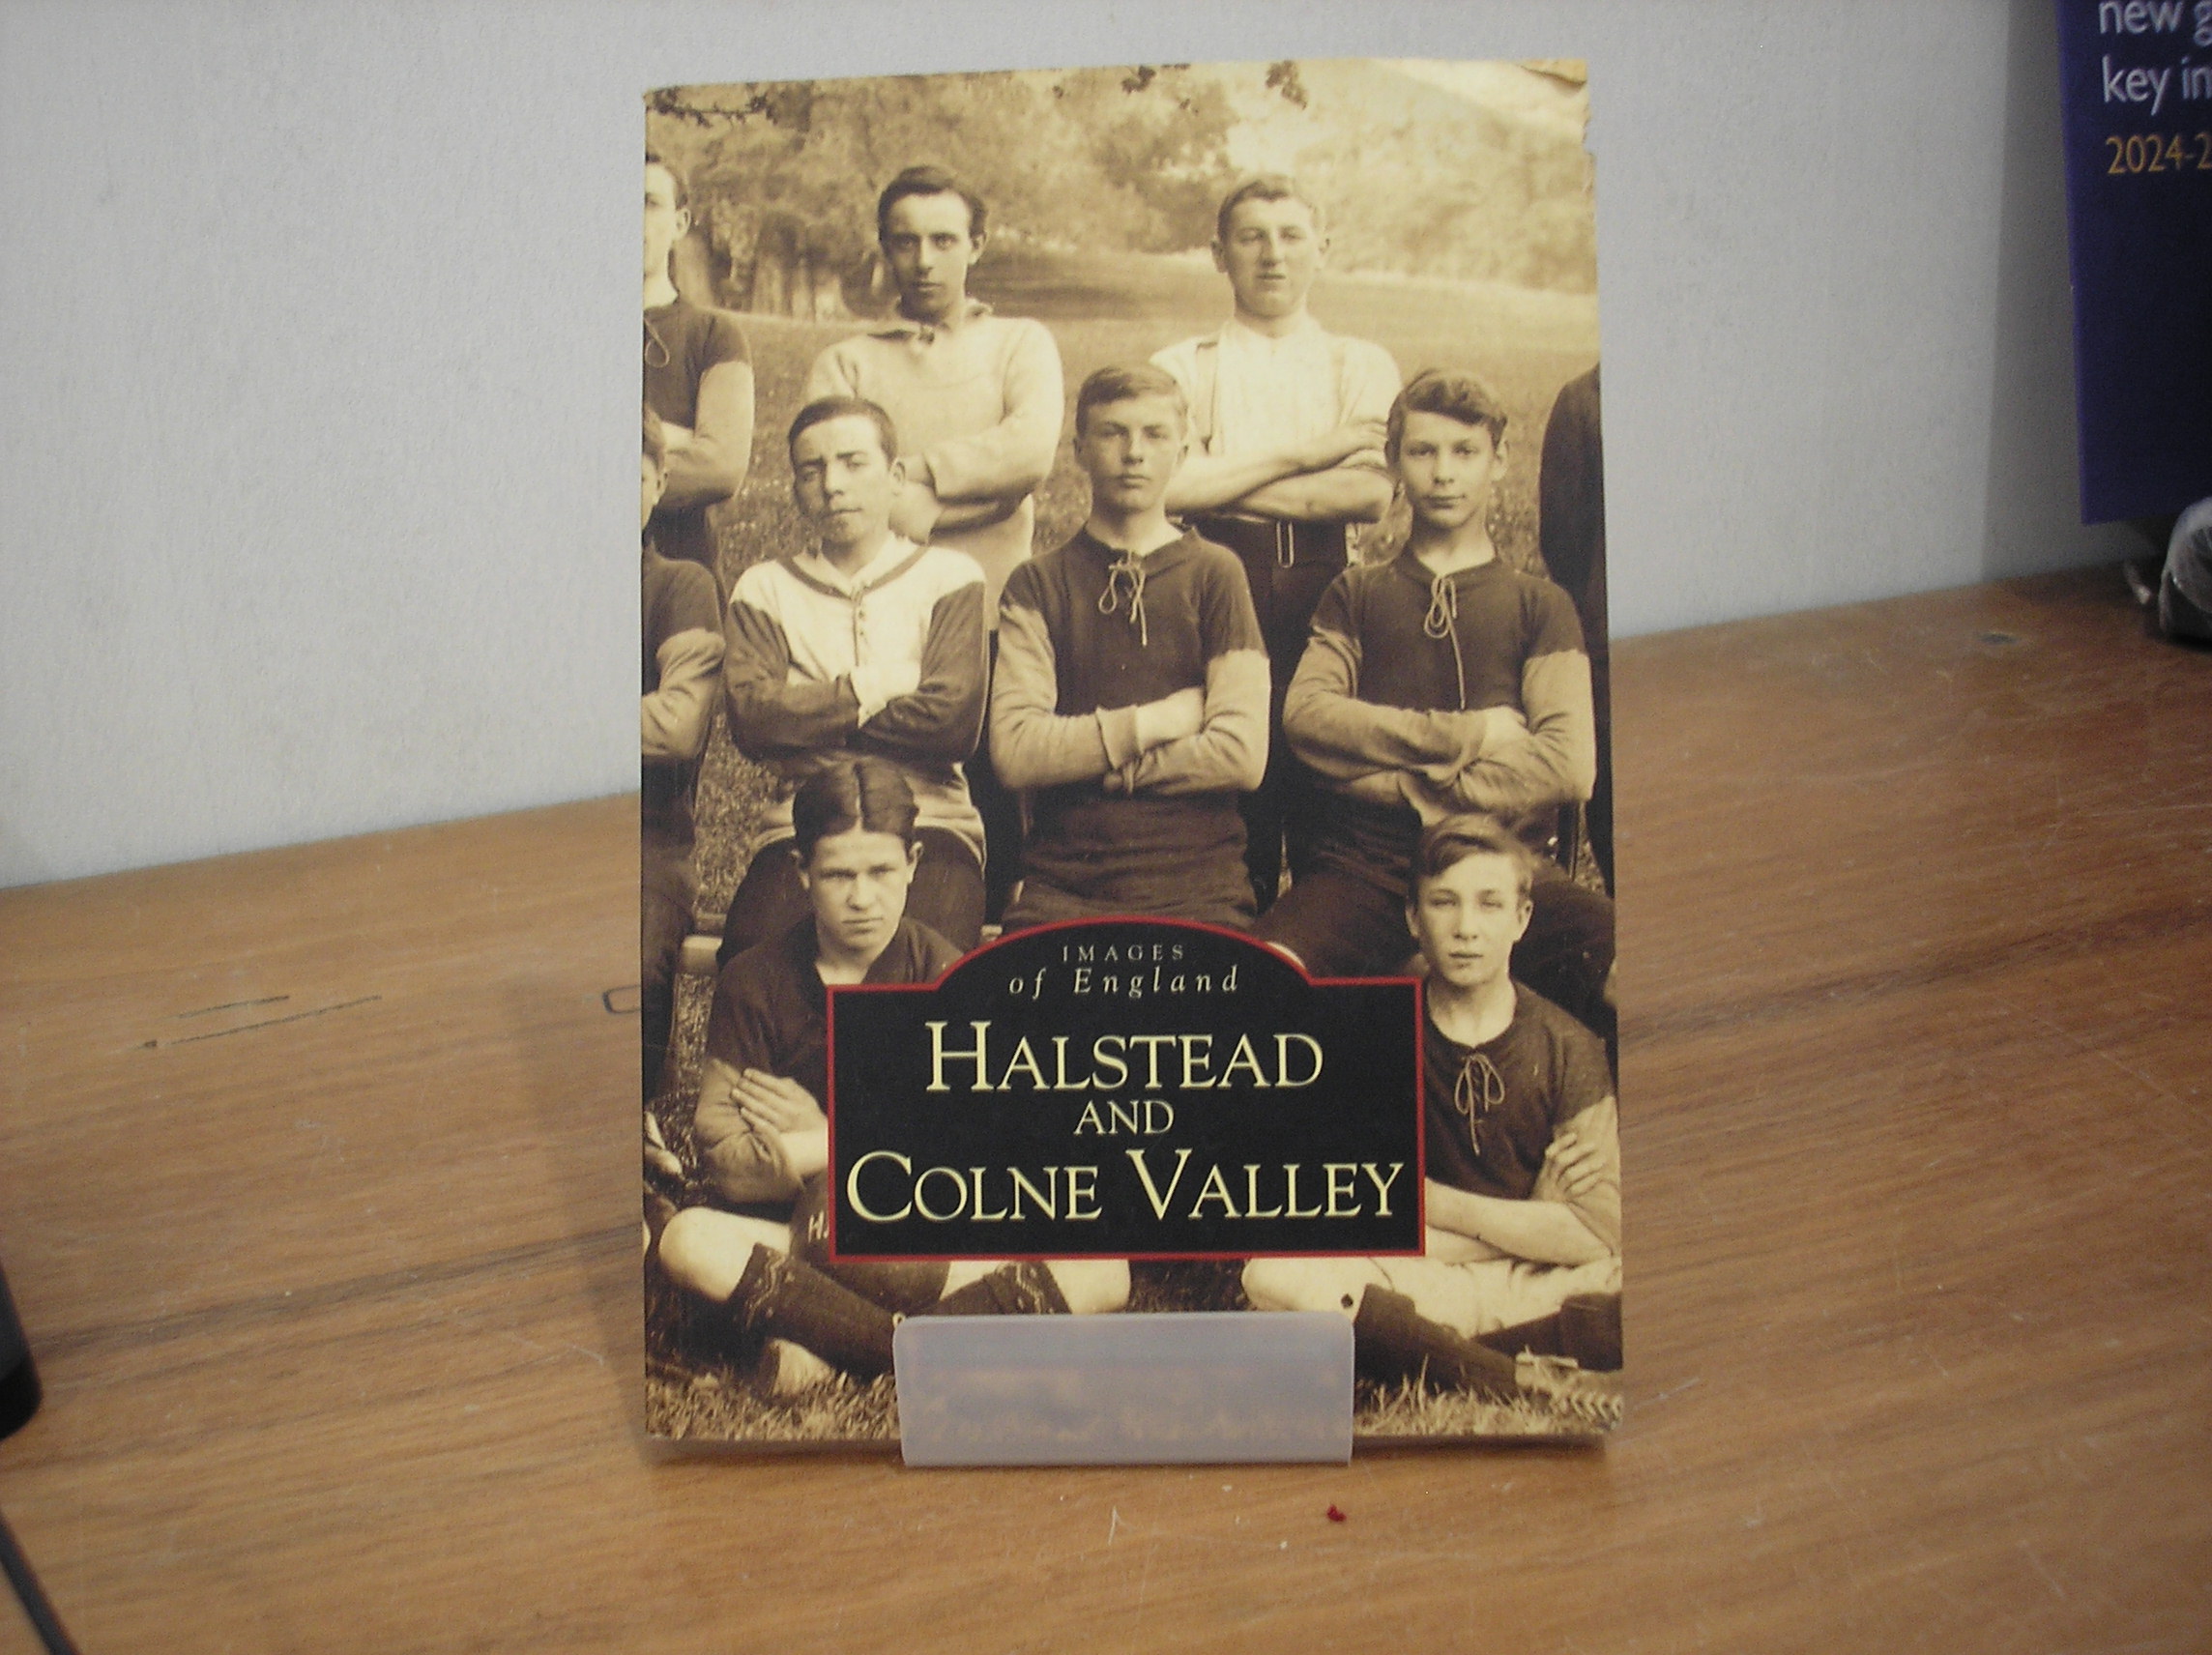 new
key in
2024-2
IMAGES
of England
HALSTEAD
AND
COLNE VALLEY
H.